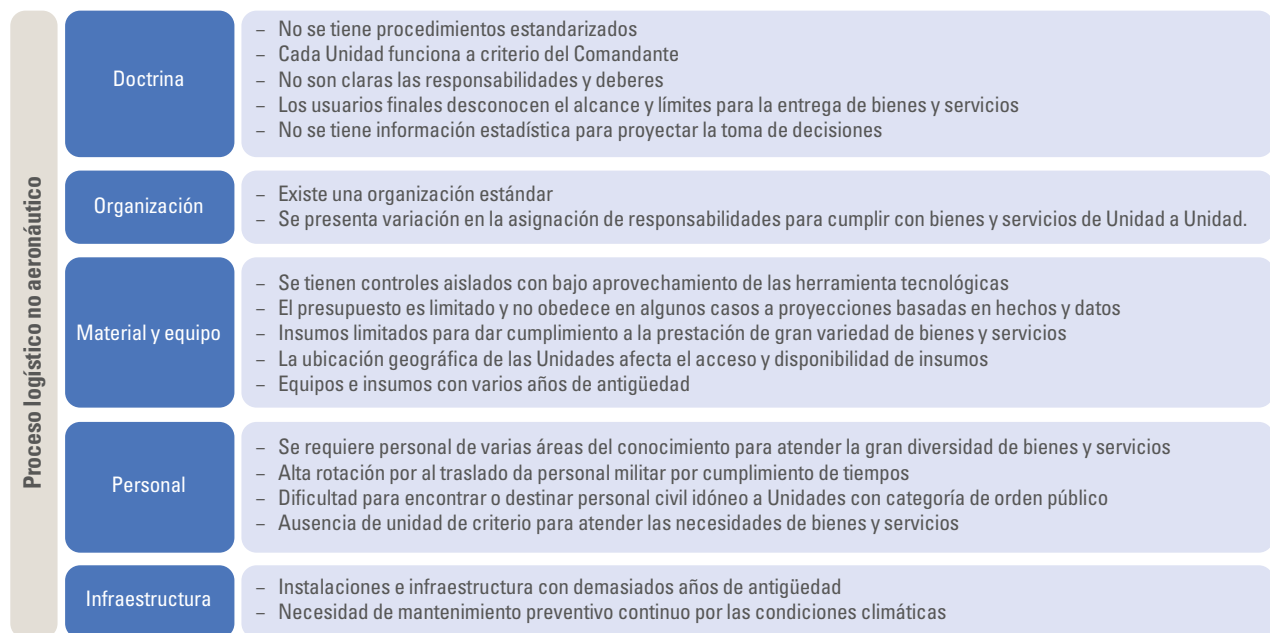 Proceso logístico no aeronáutico
Doctrina
– No se tiene procedimientos estandarizados
– Cada Unidad funciona a criterio del Comandante
– No son claras las responsabilidades y deberes
– Los usuarios finales desconocen el alcance y límites para la entrega de bienes y servicios
– No se tiene información estadística para proyectar la toma de decisiones
Organización
– Existe una organización estándar
– Se presenta variación en la asignación de responsabilidades para cumplir con bienes y servicios de Unidad a Unidad.
Material y equipo
– Se tienen controles aislados con bajo aprovechamiento de las herramienta tecnológicas
– El presupuesto es limitado y no obedece en algunos casos a proyecciones basadas en hechos y datos
– Insumos limitados para dar cumplimiento a la prestación de gran variedad de bienes y servicios
– La ubicación geográfica de las Unidades afecta el acceso y disponibilidad de insumos
– Equipos e insumos con varios años de antigüedad
Personal
– Se requiere personal de varias áreas del conocimiento para atender la gran diversidad de bienes y servicios
– Alta rotación por al traslado da personal militar por cumplimiento de tiempos
– Dificultad para encontrar o destinar personal civil idóneo a Unidades con categoría de orden público
– Ausencia de unidad de criterio para atender las necesidades de bienes y servicios
Infraestructura
– Instalaciones e infraestructura con demasiados años de antigüedad
– Necesidad de mantenimiento preventivo continuo por las condiciones climáticas